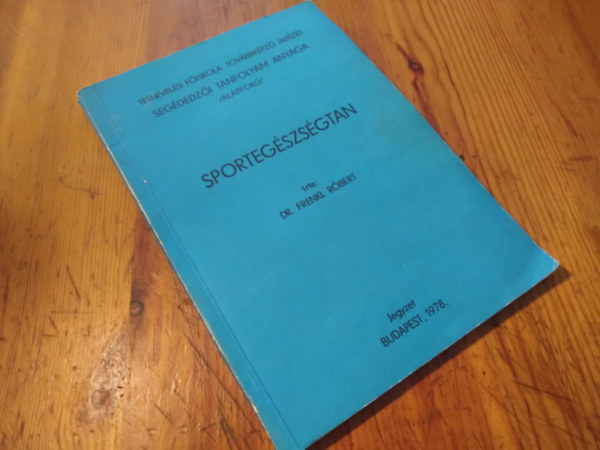 TESTNEVELÉSI FŐISKOLA TOVÁBBKÉPZŐ INTÉZET
SEGÉDEDZŐI TANFOLYAM ANYAGA
/ALAPFOKÚ/
SPORTEGÉSZSÉGTAN
Írta:
DR. FRENKL RÓBERT
Jegyzet
BUDAPEST, 1978.